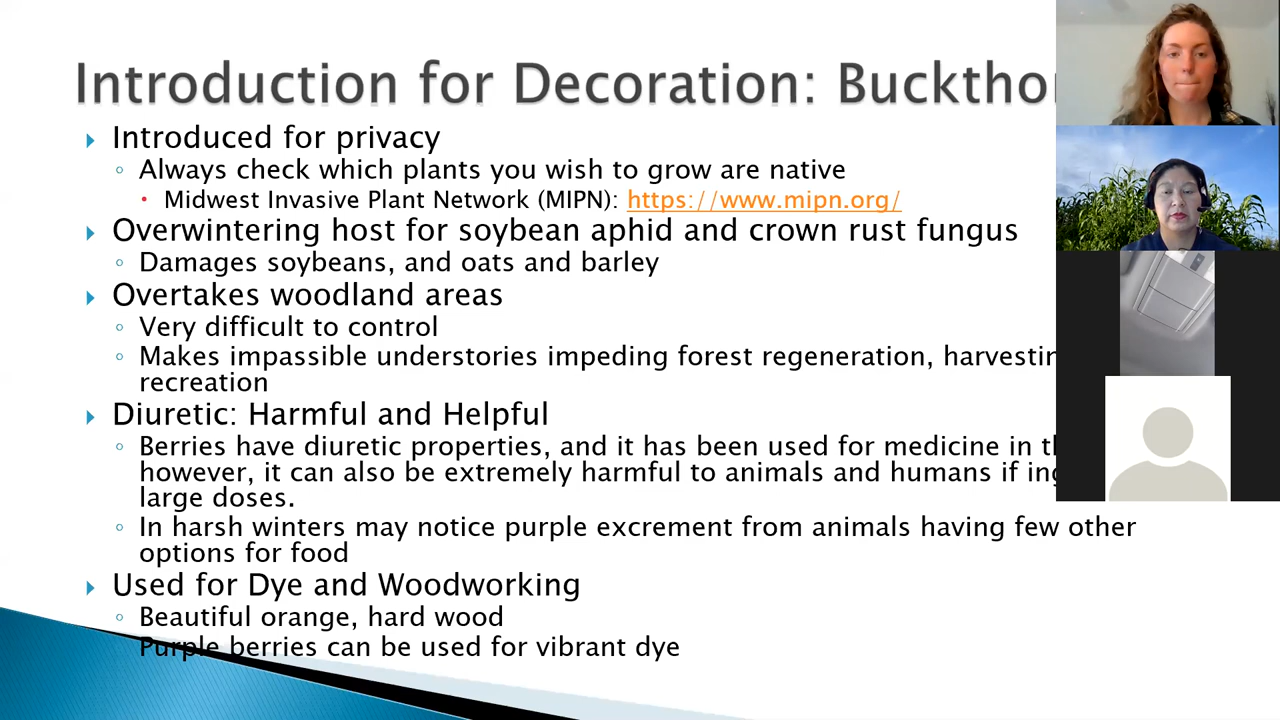 Introduction for Decoration: Bucktho
Introduced for privacy
Always check which plants you wish to grow are native
Midwest Invasive Plant Network (MIPN): https://www.mipn.org/
Overwintering host for soybean aphid and crown rust fungus
Damages soybeans, and oats and barley
Overtakes woodland areas
Very difficult to control
Makes impassible understories impeding forest regeneration,
recreation
Diuretic: Harmful and Helpful
Berries have diuretic properties, and it has been used for medicine in
however, it can also be extremely harmful to animals and humans if
large doses.
In harsh winters may notice purple excrement from animals having few other
options for food
Used for Dye and Woodworking
Beautiful orange, hard wood
Purple berries can be used for vibrant dye